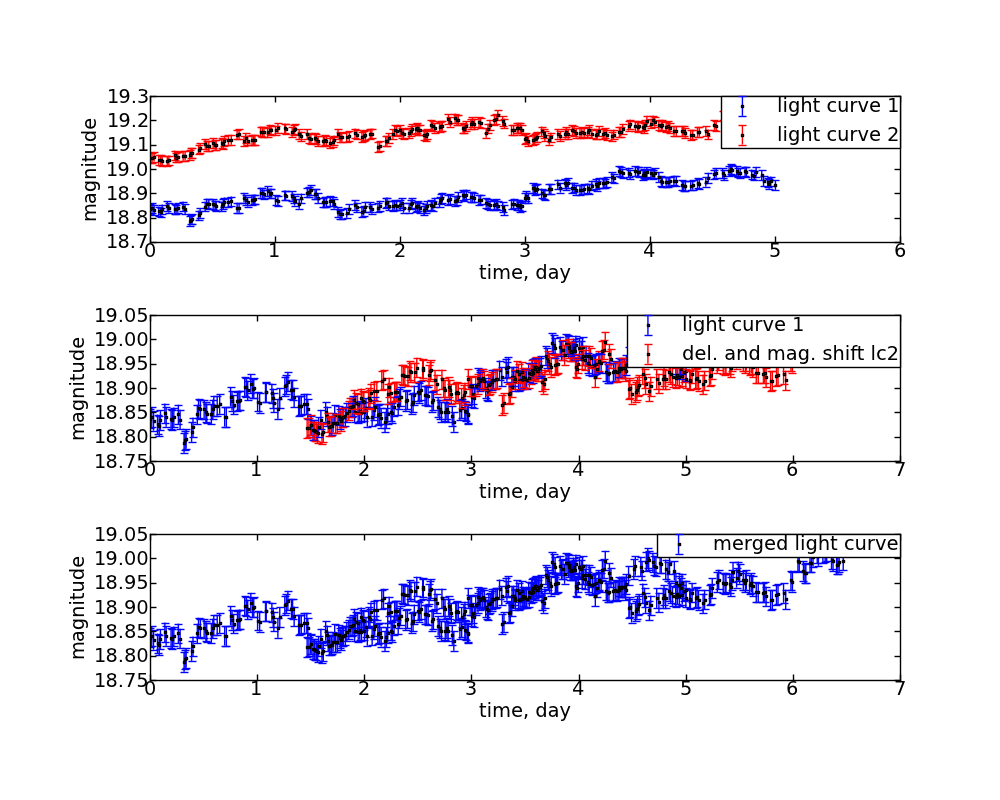 19.3
19.2
19.1
19.0
18.9
18.8
18.7
magnitude
light curve 1
light curve 2
0 1 2 3 4 5 6
time, day
19.05
19.00
18.95
18.90
18.85
18.80
18.75
magnitude
light curve 1
del. and mag. shift lc2
0 1 2 3 4 5 6 7
time, day
19.05
19.00
18.95
18.90
18.85
18.80
18.75
magnitude
merged light curve
0 1 2 3 4 5 6 7
time, day